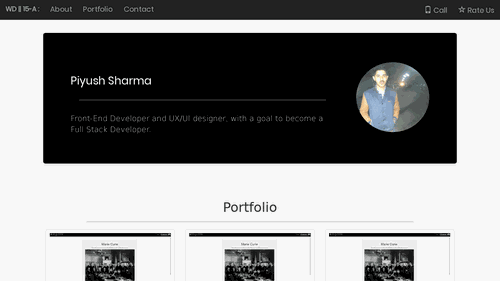 WD || 15-A : About Portfolio Contact Call Rate Us
Piyush Sharma
Front-End Developer and UX/UI designer, with a goal to become a
Full Stack Developer.
Portfolio
Marie Curie Marie Curie Marie Curie